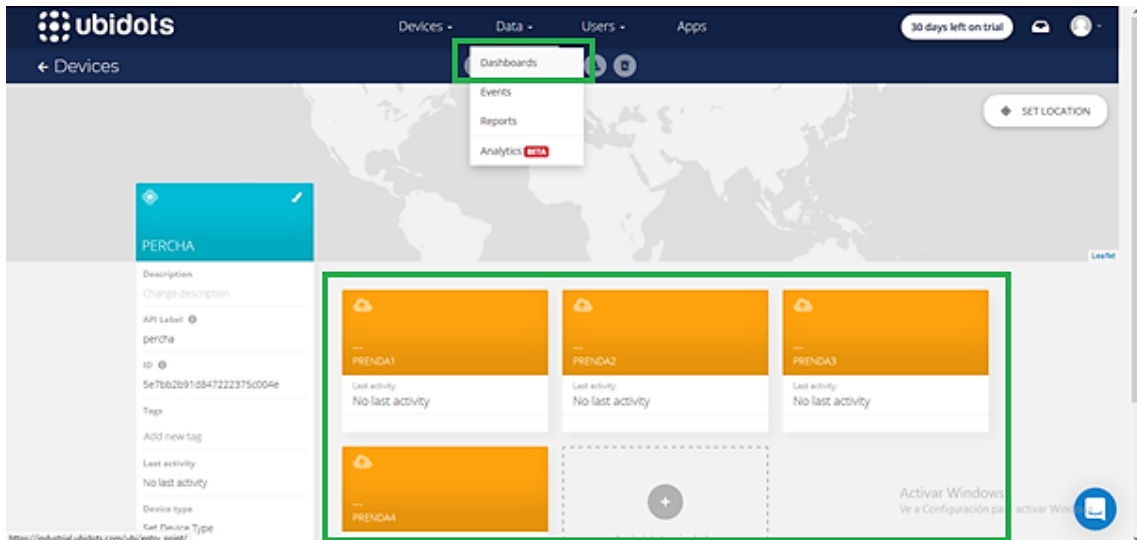 ubidots
Devices Data Users Apps
30 days left on trial
← Devices
Dashboards
Events
Reports
Analytics BETA
SET LOCATION
Leaflet
PERCHA
Description
Change description
API Label
percha
ID
5e7bb2b91d847222375c004e
Tags
Add new tag
Last activity
No last activity
Device type
Set Device Type
--
PRENDA1
Last activity:
No last activity
--
PRENDA2
Last activity:
No last activity
--
PRENDA3
Last activity:
No last activity
--
PRENDA4
Activar Windows
Ve a Configuración para activar Windows
https://industrial.ubidots.com/ubi/entry_point/